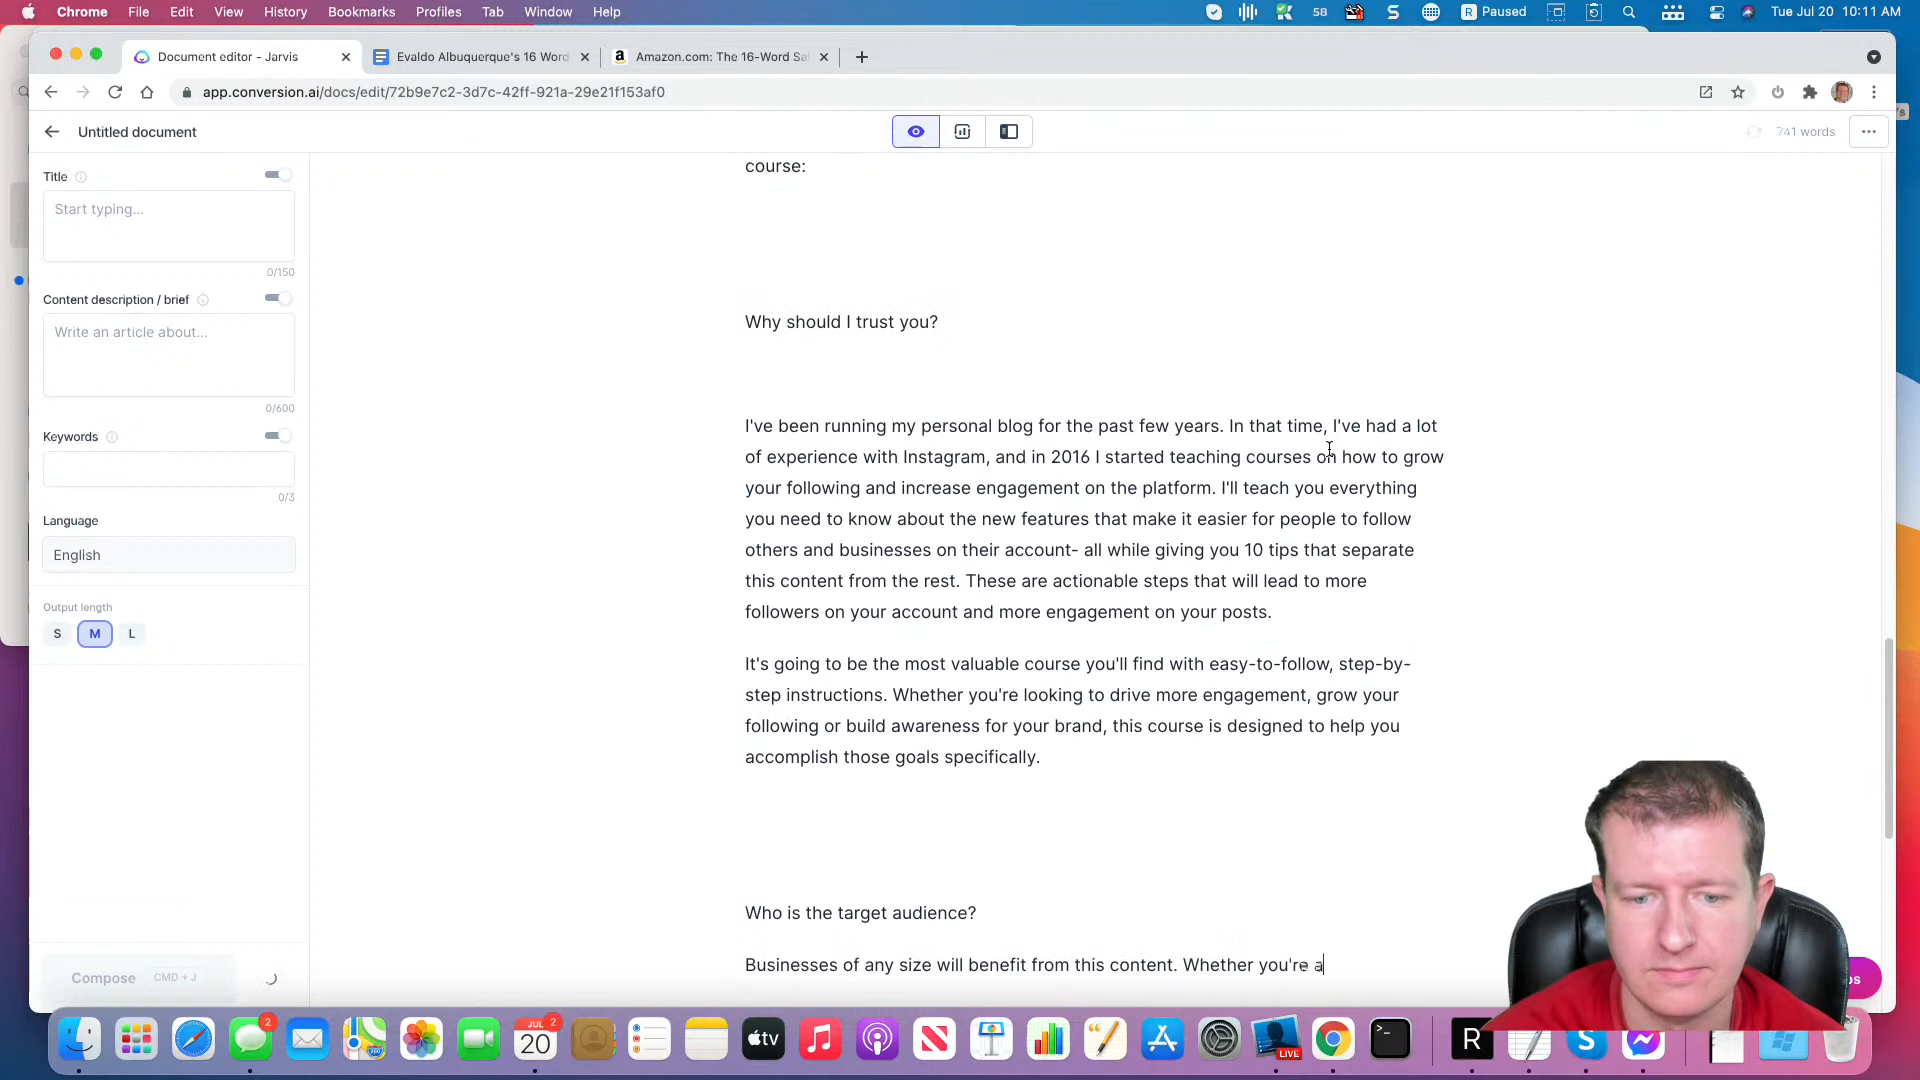 Chrome File Edit View History Bookmarks Profiles Tab Window Help
58
R Paused
Tue Jul 20 10:11 AM
Document editor - Jarvis
Evaldo Albuquerque's 16 Word
Amazon.com: The 16-Word Sal
app.conversion.ai/docs/edit/72b9e7c2-3d7c-42ff-921a-29e21f153af0
Untitled document
741 words
Title
Start typing...
0/150
Content description / brief
Write an article about...
0/600
Keywords
0/3
Language
English
Output length
S M L
Compose CMD + J
course:
Why should I trust you?
I've been running my personal blog for the past few years. In that time, I've had a lot
of experience with Instagram, and in 2016 I started teaching courses on how to grow
your following and increase engagement on the platform. I'll teach you everything
you need to know about the new features that make it easier for people to follow
others and businesses on their account- all while giving you 10 tips that separate
this content from the rest. These are actionable steps that will lead to more
followers on your account and more engagement on your posts.
It's going to be the most valuable course you'll find with easy-to-follow, step-by-
step instructions. Whether you're looking to drive more engagement, grow your
following or build awareness for your brand, this course is designed to help you
accomplish those goals specifically.
Who is the target audience?
Businesses of any size will benefit from this content. Whether you're a
2
JUL
20
2
tv
LIVE